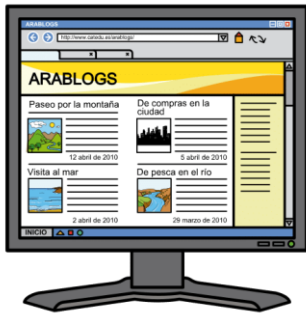 ARABLOGS
http://www.catedu.es/arablogs/
ARABLOGS
Paseo por la montaña
12 abril de 2010
De compras en la
ciudad
5 abril de 2010
Visita al mar
2 abril de 2010
De pesca en el río
29 marzo de 2010
INICIO